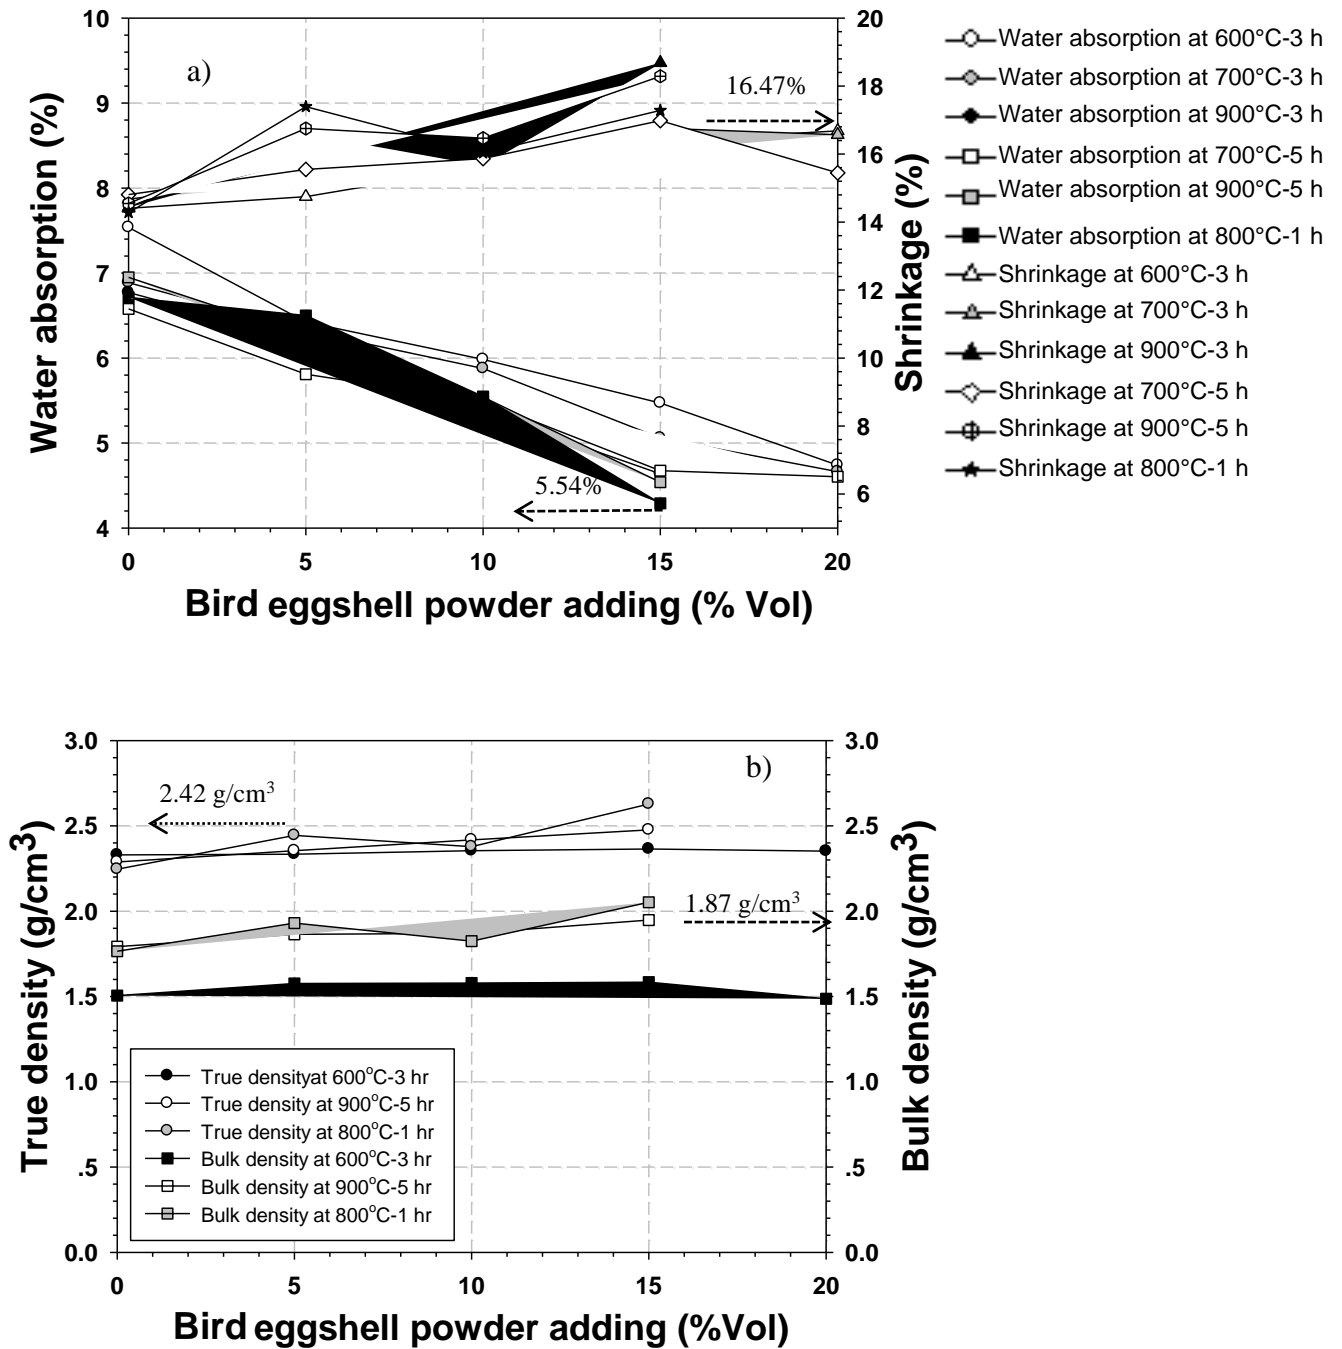 a)
10
9
8
7
6
5
4
Water absorption (%)
20
18
16
14
12
10
8
6
Shrinkage (%)
16.47%
5.54%
0
5
10
15
20
Bird eggshell powder adding (% Vol)
Water absorption at 600°C-3 h
Water absorption at 700°C-3 h
Water absorption at 900°C-3 h
Water absorption at 700°C-5 h
Water absorption at 900°C-5 h
Water absorption at 800°C-1 h
Shrinkage at 600°C-3 h
Shrinkage at 700°C-3 h
Shrinkage at 900°C-3 h
Shrinkage at 700°C-5 h
Shrinkage at 900°C-5 h
Shrinkage at 800°C-1 h
b)
3.0
2.5
2.0
1.5
1.0
.5
0.0
True density (g/cm³)
3.0
2.5
2.0
1.5
1.0
.5
0.0
Bulk density (g/cm³)
2.42 g/cm³
1.87 g/cm³
True densityat 600°C-3 hr
True density at 900°C-5 hr
True density at 800°C-1 hr
Bulk density at 600°C-3 hr
Bulk density at 900°C-5 hr
Bulk density at 800°C-1 hr
0
5
10
15
20
Bird eggshell powder adding (%Vol)